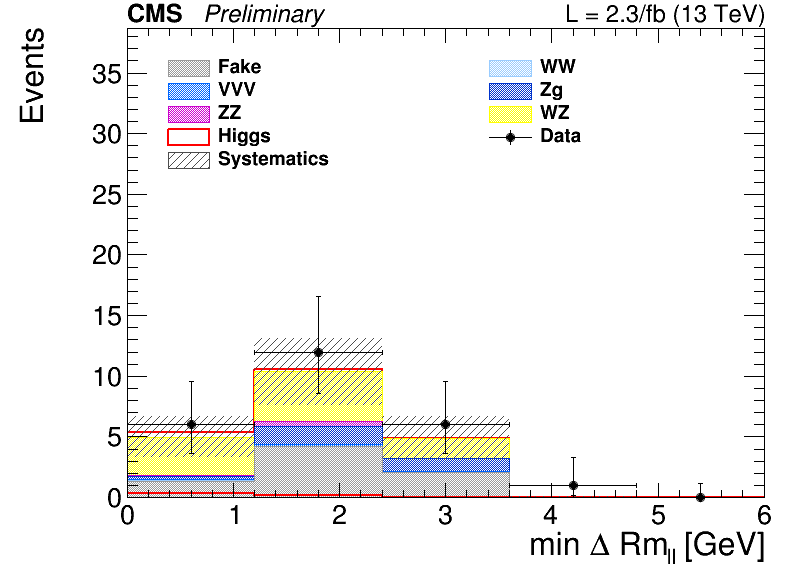 CMS Preliminary L = 2.3/fb (13 TeV)
Events
35
30
25
20
15
10
5
0
Fake
VVV
ZZ
Higgs
Systematics
WW
Zg
WZ
Data
0 1 2 3 4 5 6
min Δ Rm_{||} [GeV]